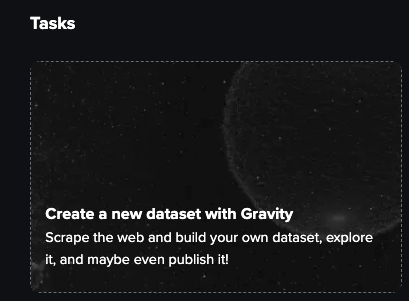 Tasks
Create a new dataset with Gravity
Scrape the web and build your own dataset, explore
it, and maybe even publish it!